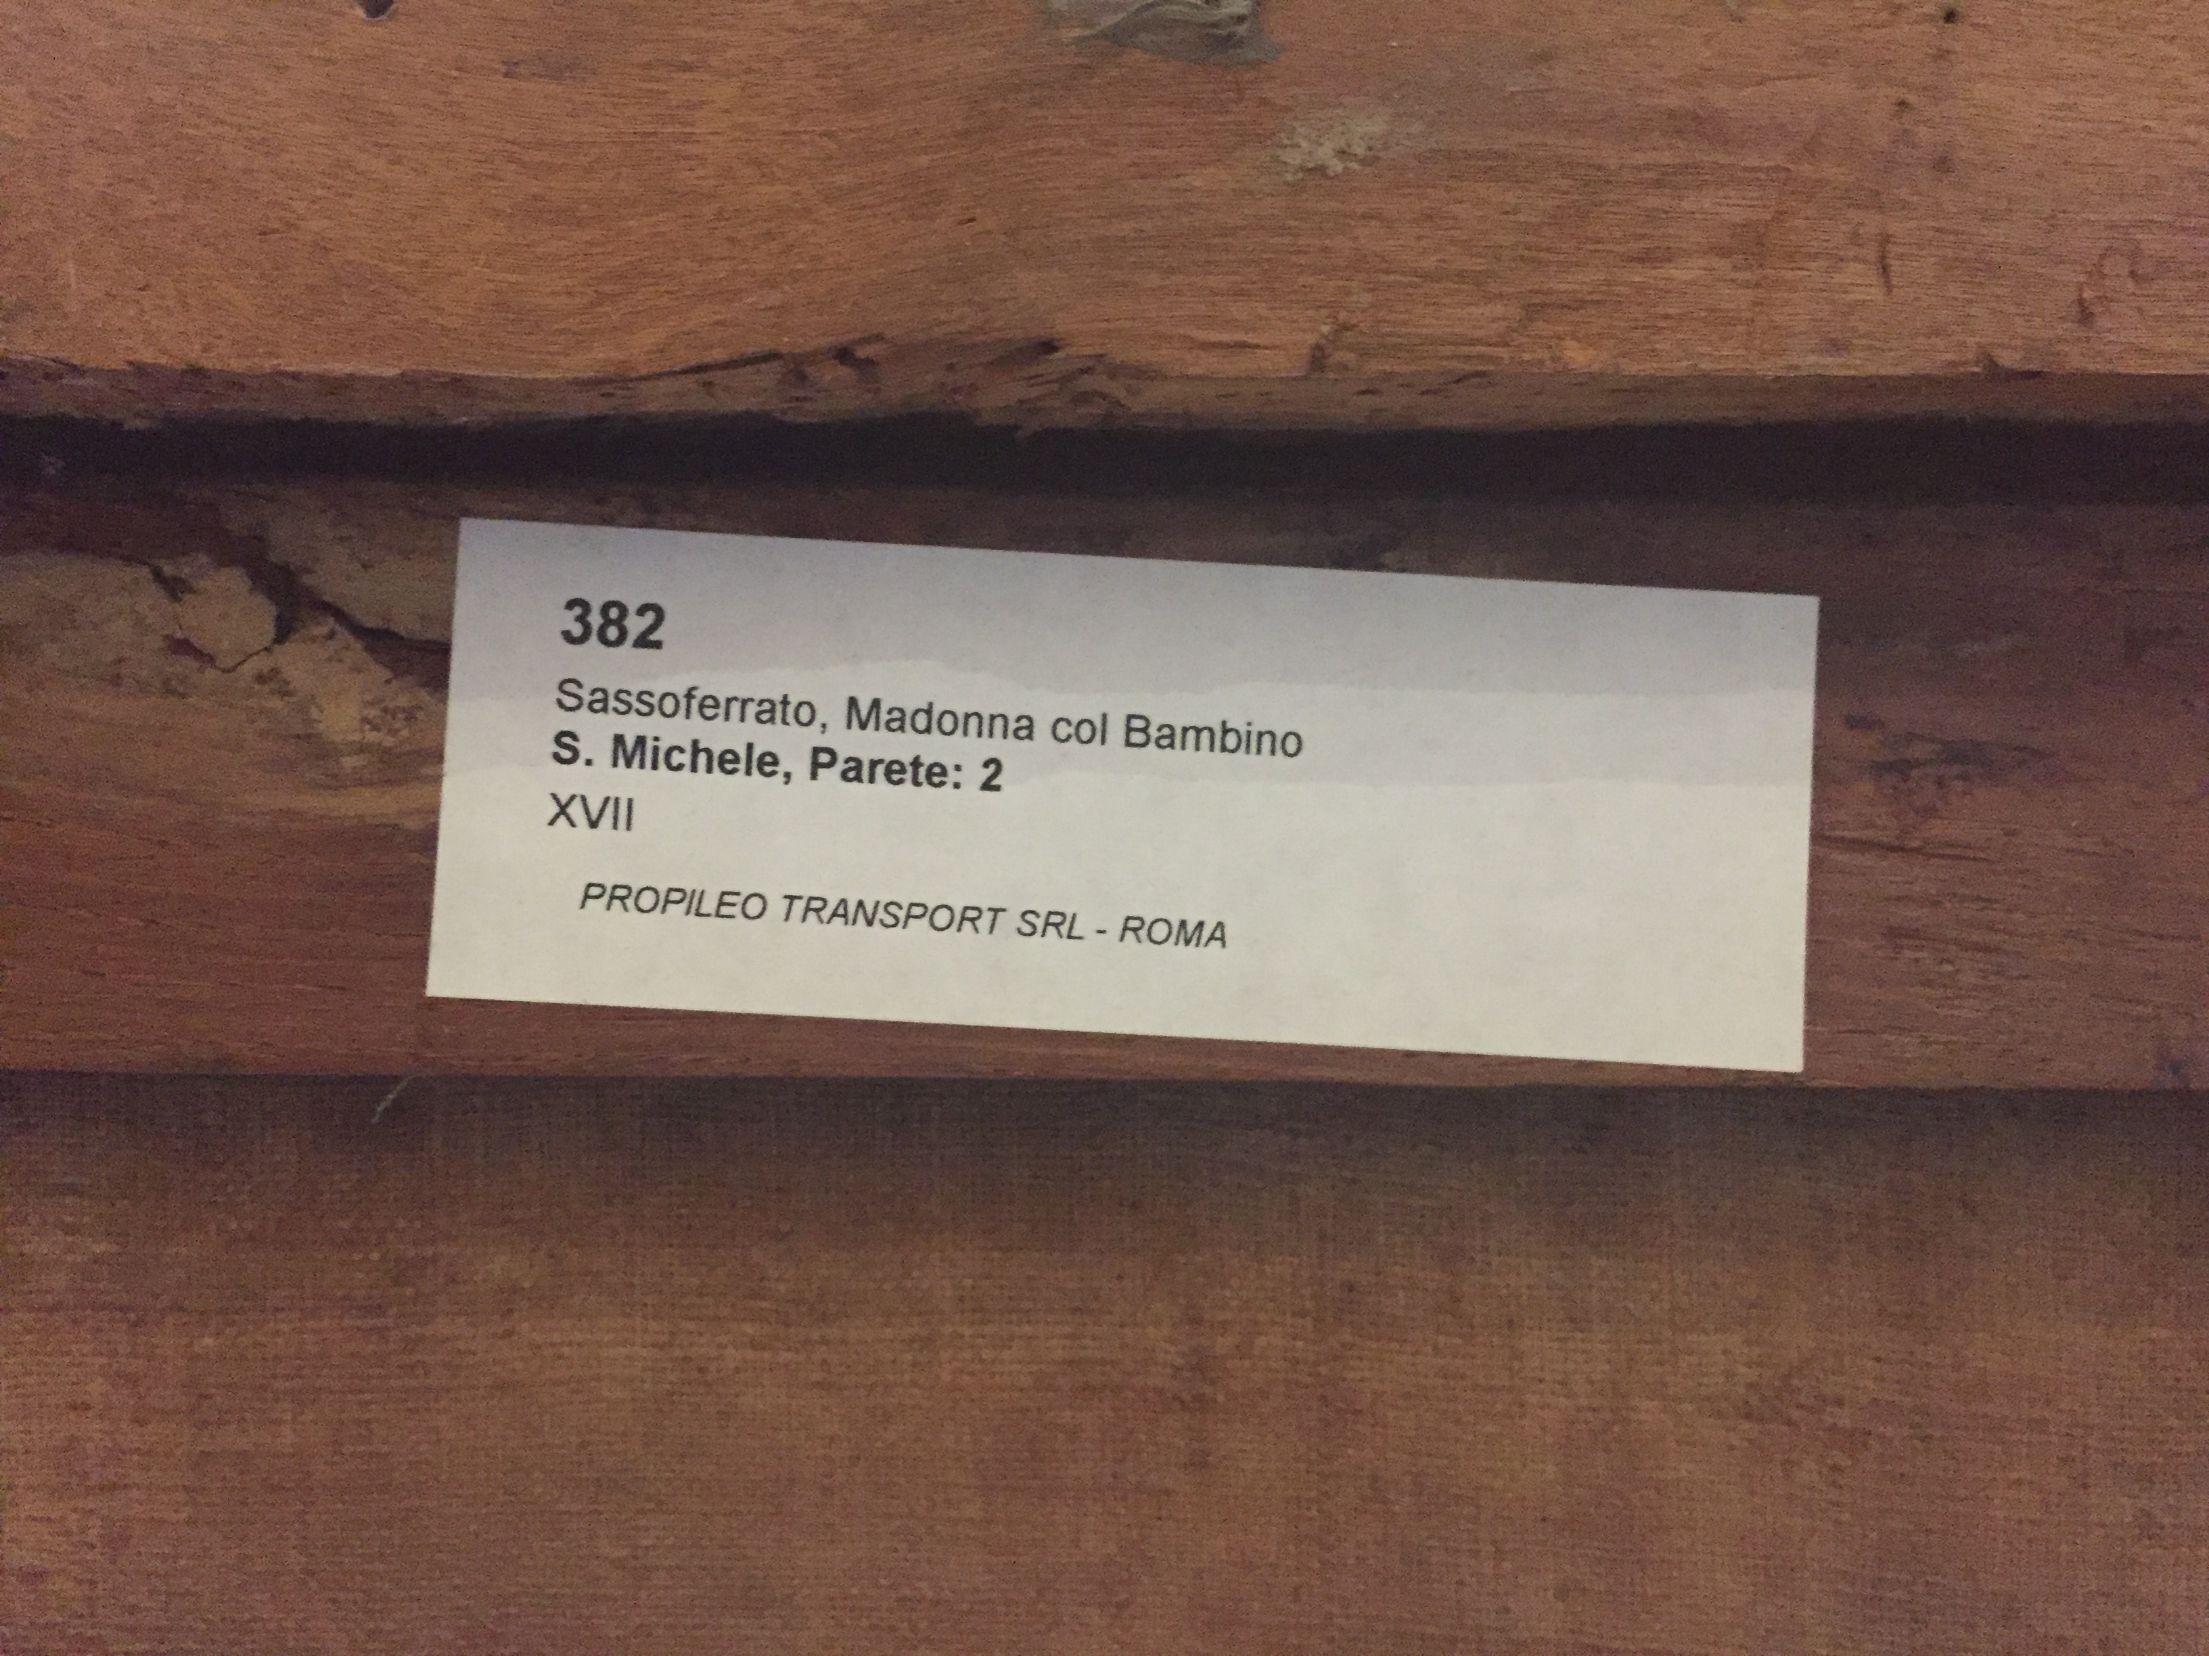 382
Sassoferrato, Madonna col Bambino
S. Michele, Parete: 2
XVII
PROPILEO TRANSPORT SRL - ROMA